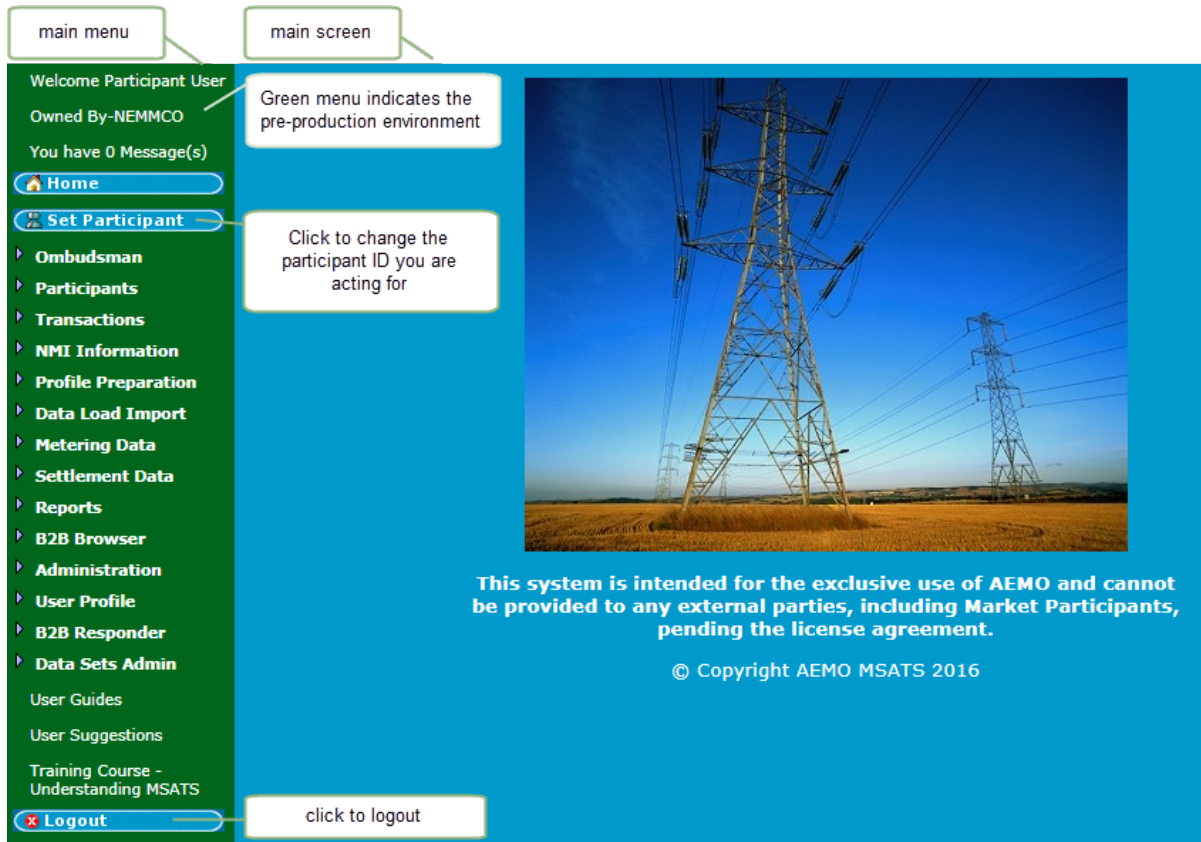 main menu
main screen
Welcome Participant User
Owned By-NEMMCO
You have 0 Message(s)
Green menu indicates the
pre-production environment
Home
Set Participant
Click to change the
participant ID you are
acting for
Ombudsman
Participants
Transactions
NMI Information
Profile Preparation
Data Load Import
Metering Data
Settlement Data
Reports
B2B Browser
Administration
User Profile
B2B Responder
Data Sets Admin
User Guides
User Suggestions
Training Course -
Understanding MSATS
Logout
click to logout
This system is intended for the exclusive use of AEMO and cannot
be provided to any external parties, including Market Participants,
pending the license agreement.
© Copyright AEMO MSATS 2016